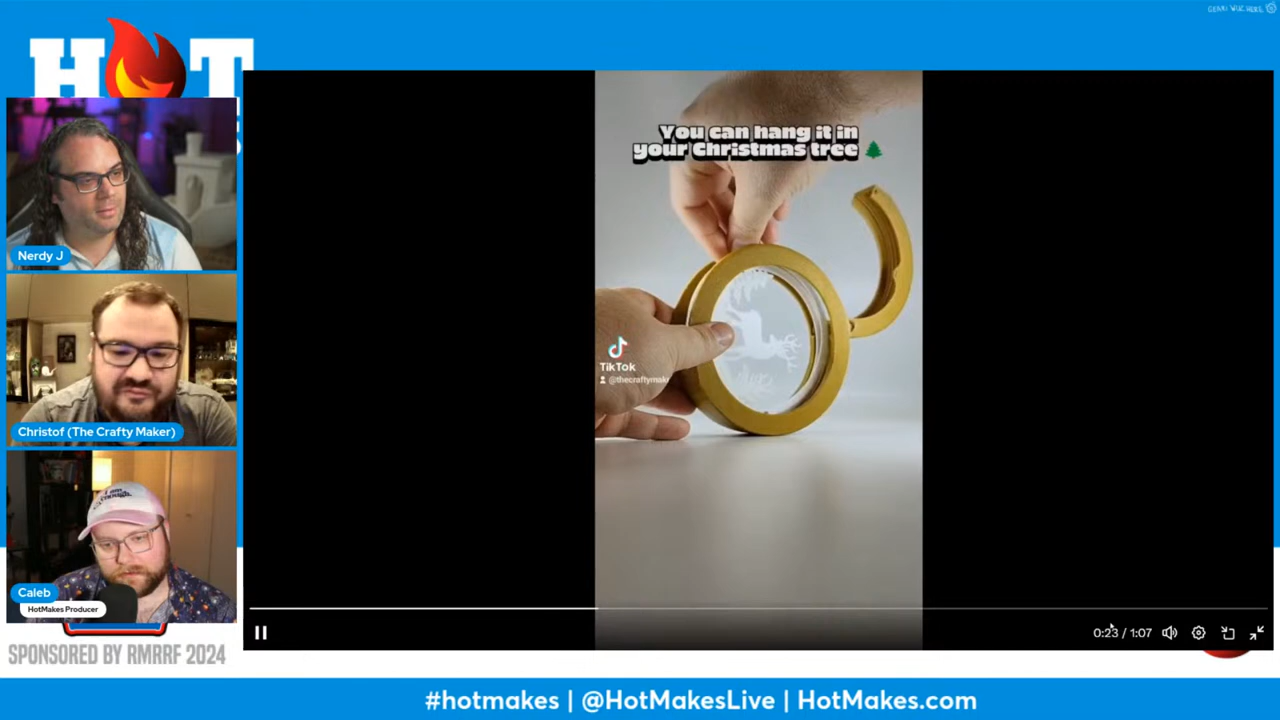 H T
Nerdy J
Christof (The Crafty Maker)
Caleb
HotMakes Producer
SPONSORED BY RMRRF 2024
You can hang it in
your Christmas tree
TikTok
0:23 / 1:07
#hotmakes | @HotMakesLive | HotMakes.com